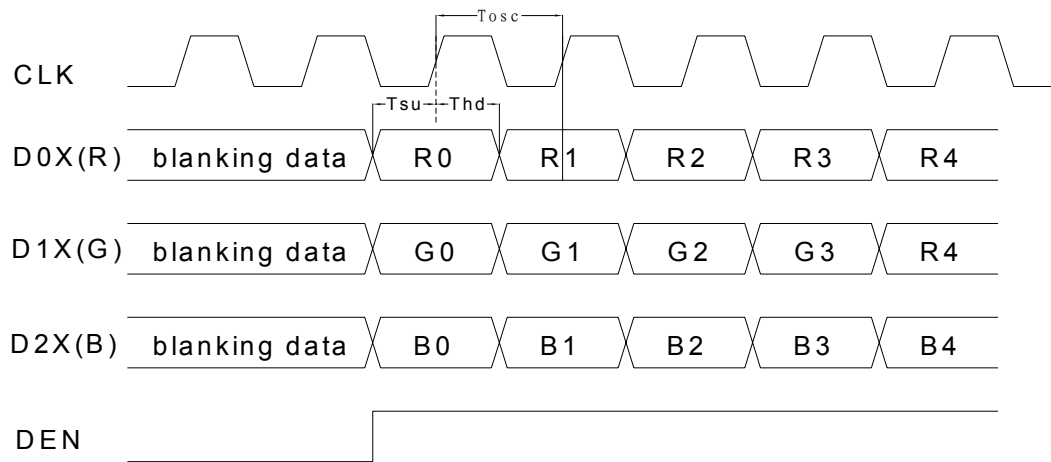 Tosc
CLK
Tsu Thd
D0X(R) blanking data R0 R1 R2 R3 R4
D1X(G) blanking data G0 G1 G2 G3 R4
D2X(B) blanking data B0 B1 B2 B3 B4
DEN